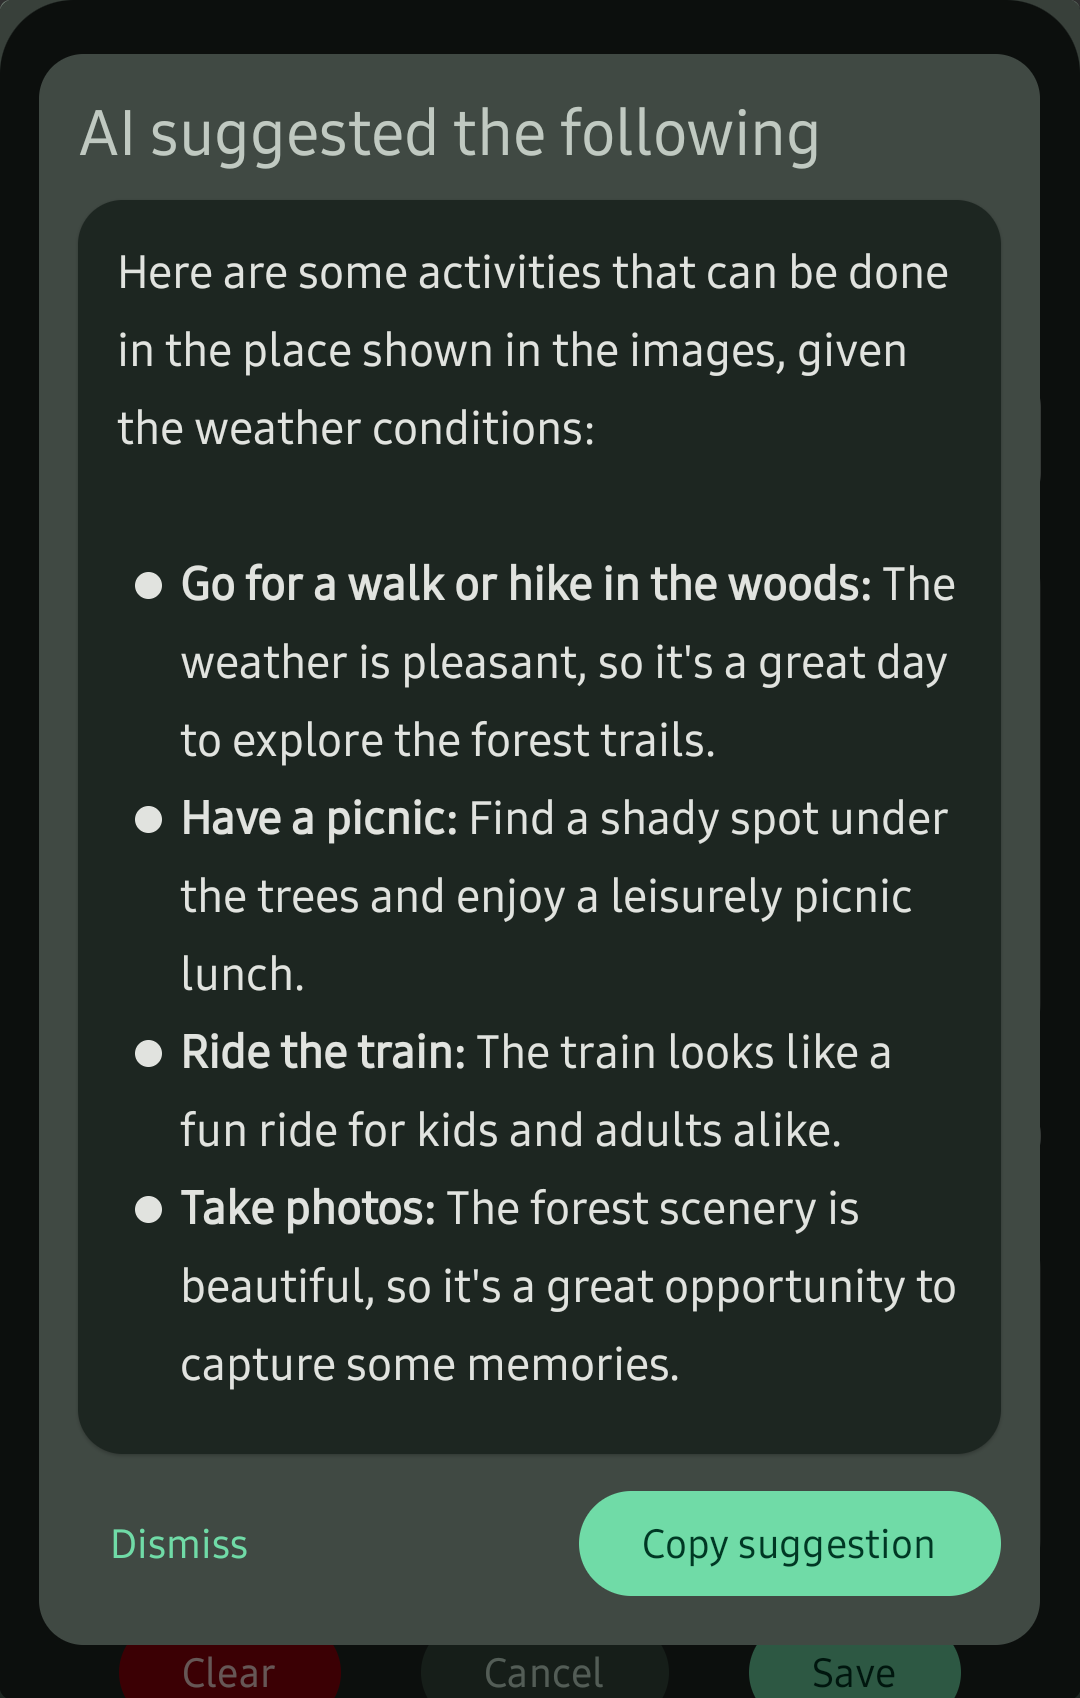 AI suggested the following
Here are some activities that can be done
in the place shown in the images, given
the weather conditions:
● Go for a walk or hike in the woods: The
weather is pleasant, so it's a great day
to explore the forest trails.
● Have a picnic: Find a shady spot under
the trees and enjoy a leisurely picnic
lunch.
● Ride the train: The train looks like a
fun ride for kids and adults alike.
● Take photos: The forest scenery is
beautiful, so it's a great opportunity to
capture some memories.
Dismiss Copy suggestion
Clear Cancel Save